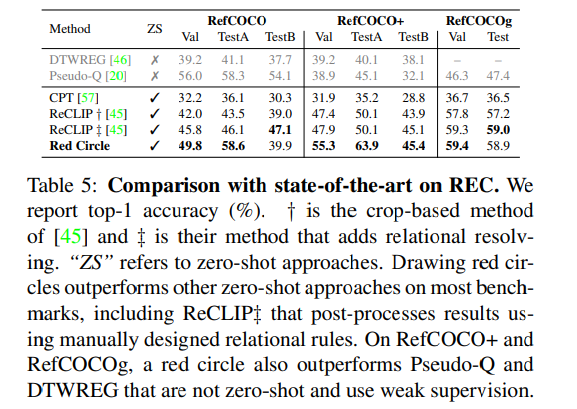 Method ZS RefCOCO RefCOCO+ RefCOCOg
Val TestA TestB Val TestA TestB Val Test
DTWREG [46] ✗ 39.2 41.1 37.7 39.2 40.1 38.1 – –
Pseudo-Q [20] ✗ 56.0 58.3 54.1 38.9 45.1 32.1 46.3 47.4
CPT [57] ✓ 32.2 36.1 30.3 31.9 35.2 28.8 36.7 36.5
ReCLIP † [45] ✓ 42.0 43.5 39.0 47.4 50.1 43.9 57.8 57.2
ReCLIP ‡ [45] ✓ 45.8 46.1 47.1 47.9 50.1 45.1 59.3 59.0
Red Circle ✓ 49.8 58.6 39.9 55.3 63.9 45.4 59.4 58.9
Table 5: Comparison with state-of-the-art on REC. We
report top-1 accuracy (%). † is the crop-based method
of [45] and ‡ is their method that adds relational resolv-
ing. “ZS” refers to zero-shot approaches. Drawing red cir-
cles outperforms other zero-shot approaches on most bench-
marks, including ReCLIP‡ that post-processes results us-
ing manually designed relational rules. On RefCOCO+ and
RefCOCOg, a red circle also outperforms Pseudo-Q and
DTWREG that are not zero-shot and use weak supervision.